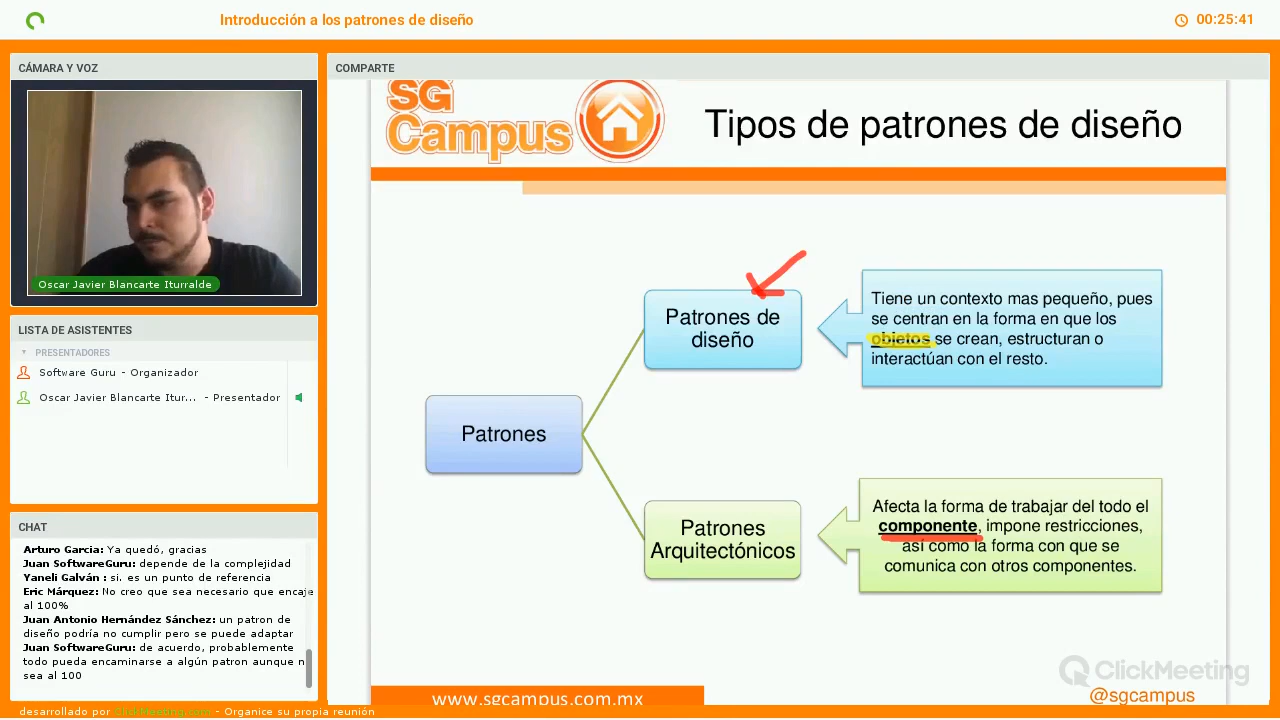 Introducción a los patrones de diseño
00:25:41
CÁMARA Y VOZ
Oscar Javier Blancarte Iturralde
LISTA DE ASISTENTES
PRESENTADORES
Software Guru - Organizador
Oscar Javier Blancarte Itur... - Presentador
CHAT
Arturo Garcia: Ya quedó, gracias
Juan SoftwareGuru: depende de la complejidad
Yaneli Galván : si. es un punto de referencia
Eric Márquez: No creo que sea necesario que encaje
al 100%
Juan Antonio Hernández Sánchez: un patron de
diseño podría no cumplir pero se puede adaptar
Juan SoftwareGuru: de acuerdo, probablemente
todo pueda encaminarse a algún patron aunque n
sea al 100
desarrollado por ClickMeeting.com - Organice su propia reunión
COMPARTE
SG
Campus
Tipos de patrones de diseño
Patrones
Patrones de
diseño
Tiene un contexto mas pequeño, pues
se centran en la forma en que los
objetos se crean, estructuran o
interactúan con el resto.
Patrones
Arquitectónicos
Afecta la forma de trabajar del todo el
componente, impone restricciones,
así como la forma con que se
comunica con otros componentes.
ClickMeeting
www.sgcampus.com.mx
@sgcampus